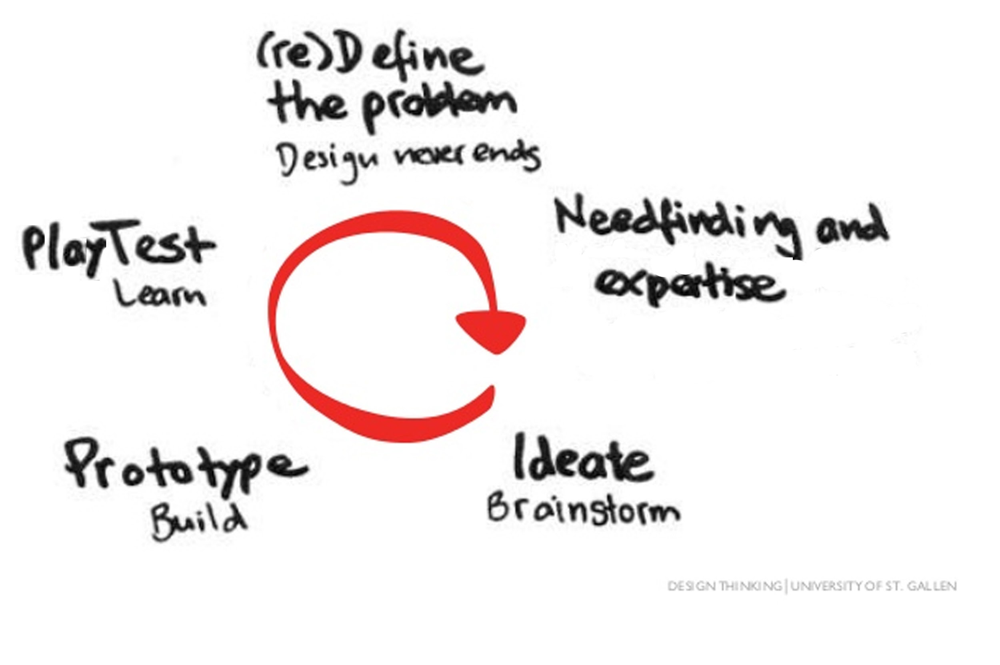 (re)Define
the problem
Design never ends
Needfinding and
expertise
Ideate
Brainstorm
Prototype
Build
PlayTest
Learn
DESIGN THINKING | UNIVERSITY OF ST. GALLEN